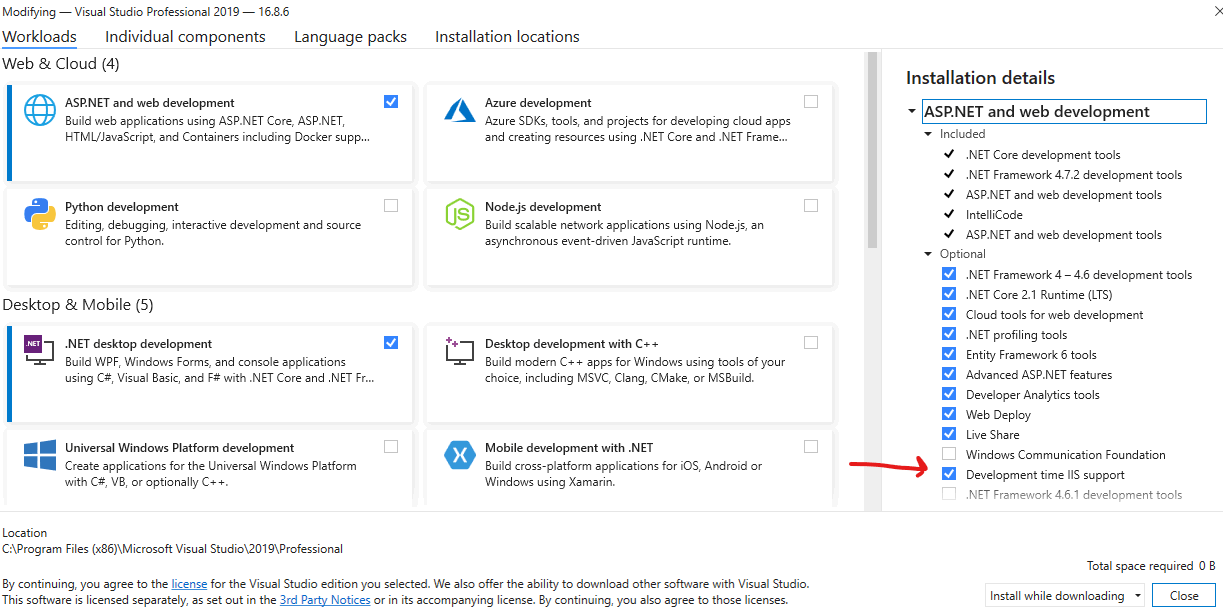 Modifying — Visual Studio Professional 2019 — 16.8.6
Workloads
Individual components
Language packs
Installation locations
Web & Cloud (4)
ASP.NET and web development
Build web applications using ASP.NET Core, ASP.NET,
HTML/JavaScript, and Containers including Docker supp...
Azure development
Azure SDKs, tools, and projects for developing cloud apps
and creating resources using .NET Core and .NET Frame...
Python development
Editing, debugging, interactive development and source
control for Python.
Node.js development
Build scalable network applications using Node.js, an
asynchronous event-driven JavaScript runtime.
Desktop & Mobile (5)
.NET
.NET desktop development
Build WPF, Windows Forms, and console applications
using C#, Visual Basic, and F# with .NET Core and .NET Fr...
Desktop development with C++
Build modern C++ apps for Windows using tools of your
choice, including MSVC, Clang, CMake, or MSBuild.
Universal Windows Platform development
Create applications for the Universal Windows Platform
with C#, VB, or optionally C++.
Mobile development with .NET
Build cross-platform applications for iOS, Android or
Windows using Xamarin.
Installation details
ASP.NET and web development
Included
.NET Core development tools
.NET Framework 4.7.2 development tools
ASP.NET and web development tools
IntelliCode
ASP.NET and web development tools
Optional
.NET Framework 4 – 4.6 development tools
.NET Core 2.1 Runtime (LTS)
Cloud tools for web development
.NET profiling tools
Entity Framework 6 tools
Advanced ASP.NET features
Developer Analytics tools
Web Deploy
Live Share
Windows Communication Foundation
Development time IIS support
.NET Framework 4.6.1 development tools
Location
C:\Program Files (x86)\Microsoft Visual Studio\2019\Professional
Total space required 0 B
By continuing, you agree to the license for the Visual Studio edition you selected. We also offer the ability to download other software with Visual Studio.
This software is licensed separately, as set out in the 3rd Party Notices or in its accompanying license. By continuing, you also agree to those licenses.
Install while downloading
Close